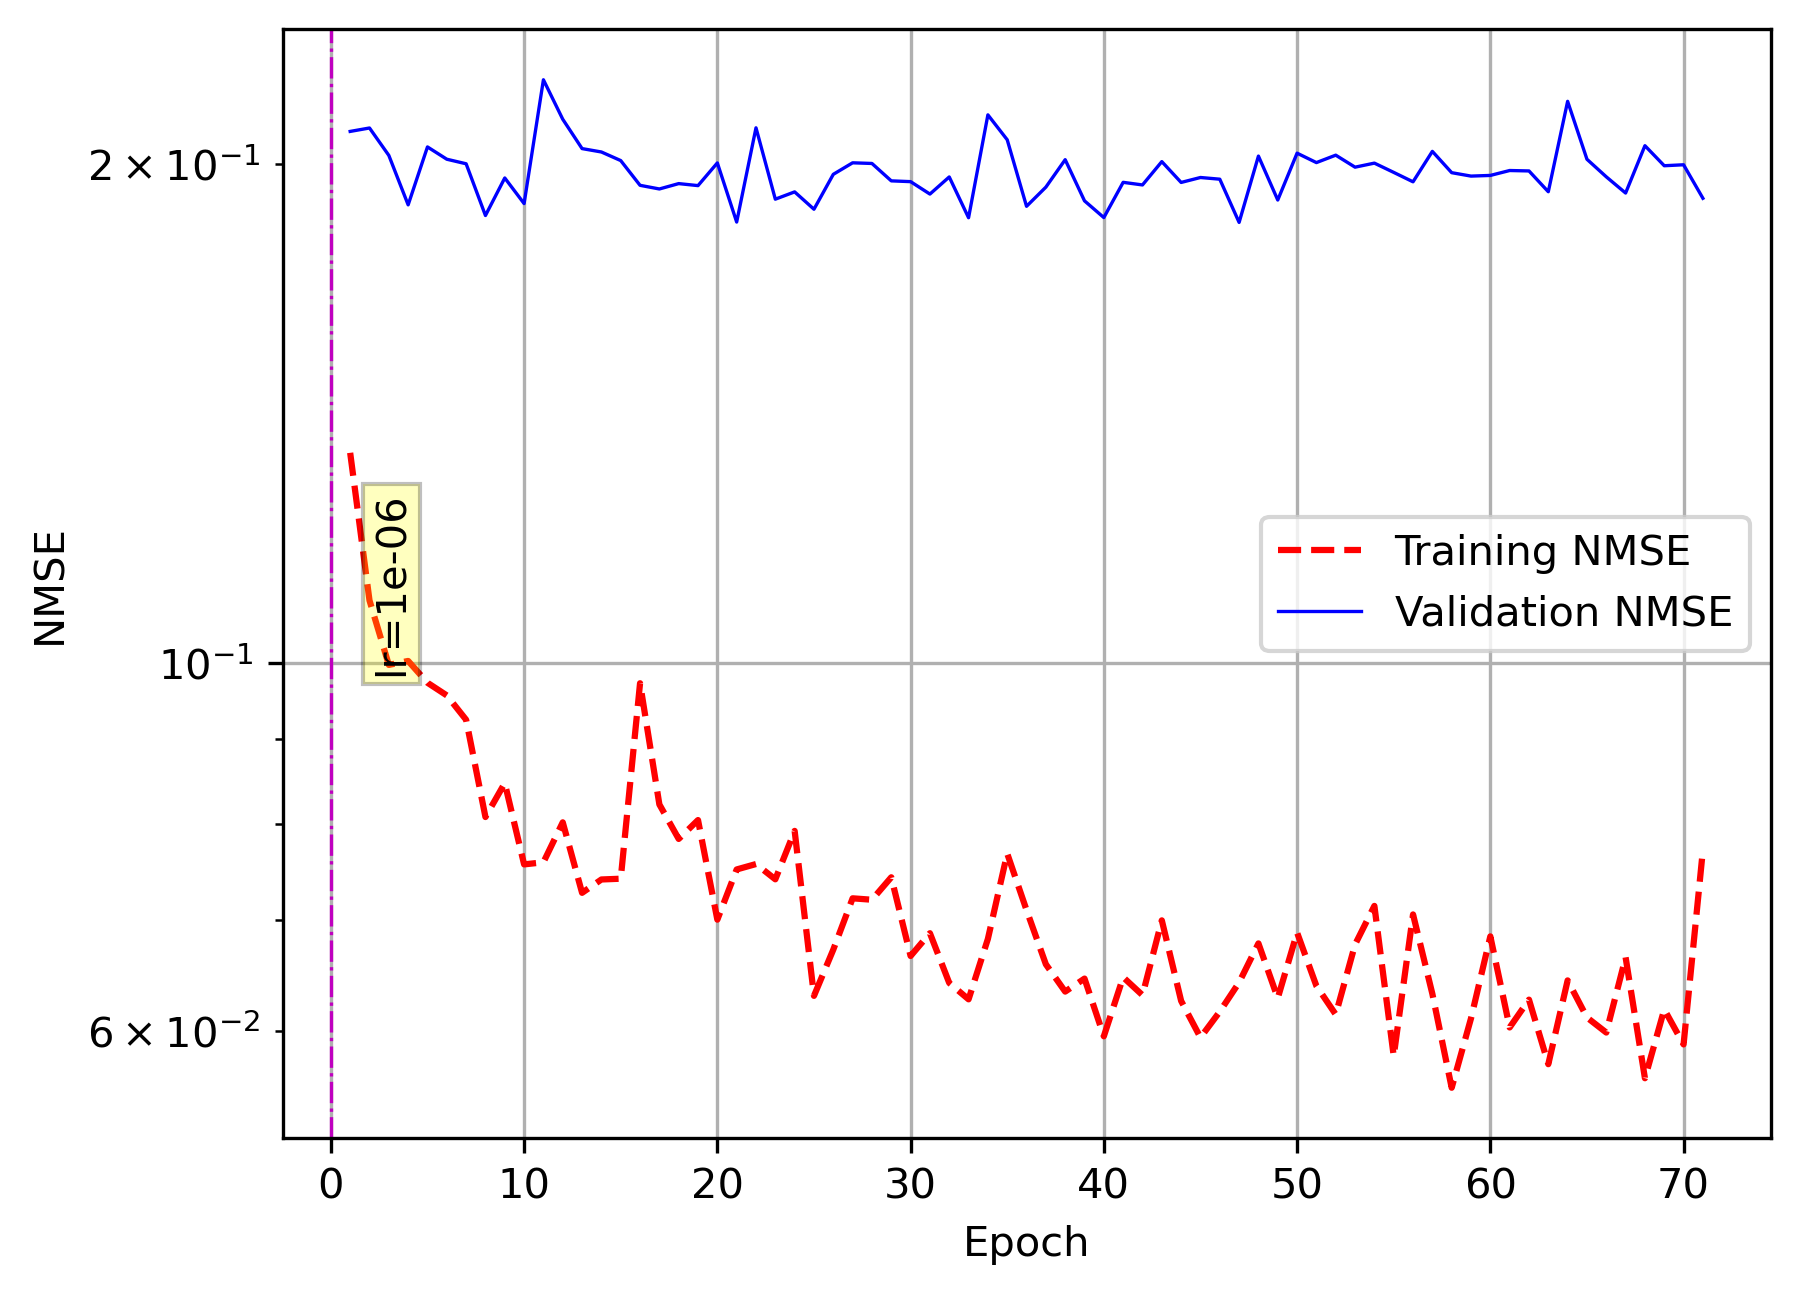 2 × 10⁻¹
10⁻¹
6 × 10⁻²
NMSE
lr=1e-06
Training NMSE
Validation NMSE
0 10 20 30 40 50 60 70
Epoch